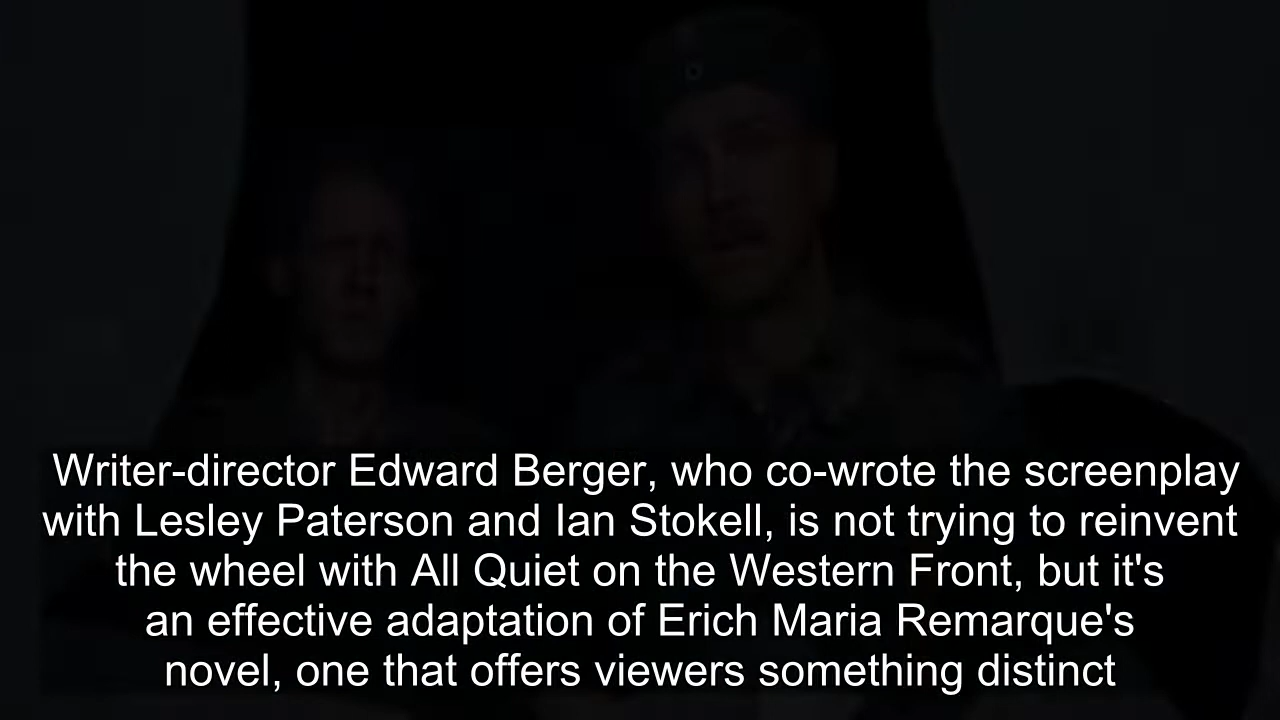 Writer-director Edward Berger, who co-wrote the screenplay
with Lesley Paterson and Ian Stokell, is not trying to reinvent
the wheel with All Quiet on the Western Front, but it's
an effective adaptation of Erich Maria Remarque's
novel, one that offers viewers something distinct